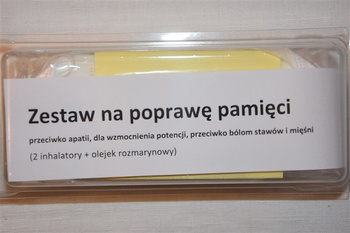 Zestaw na poprawę pamięci
przeciwko apatii, dla wzmocnienia potencji, przeciwko bólom stawów i mięśni
(2 inhalatory + olejek rozmarynowy)